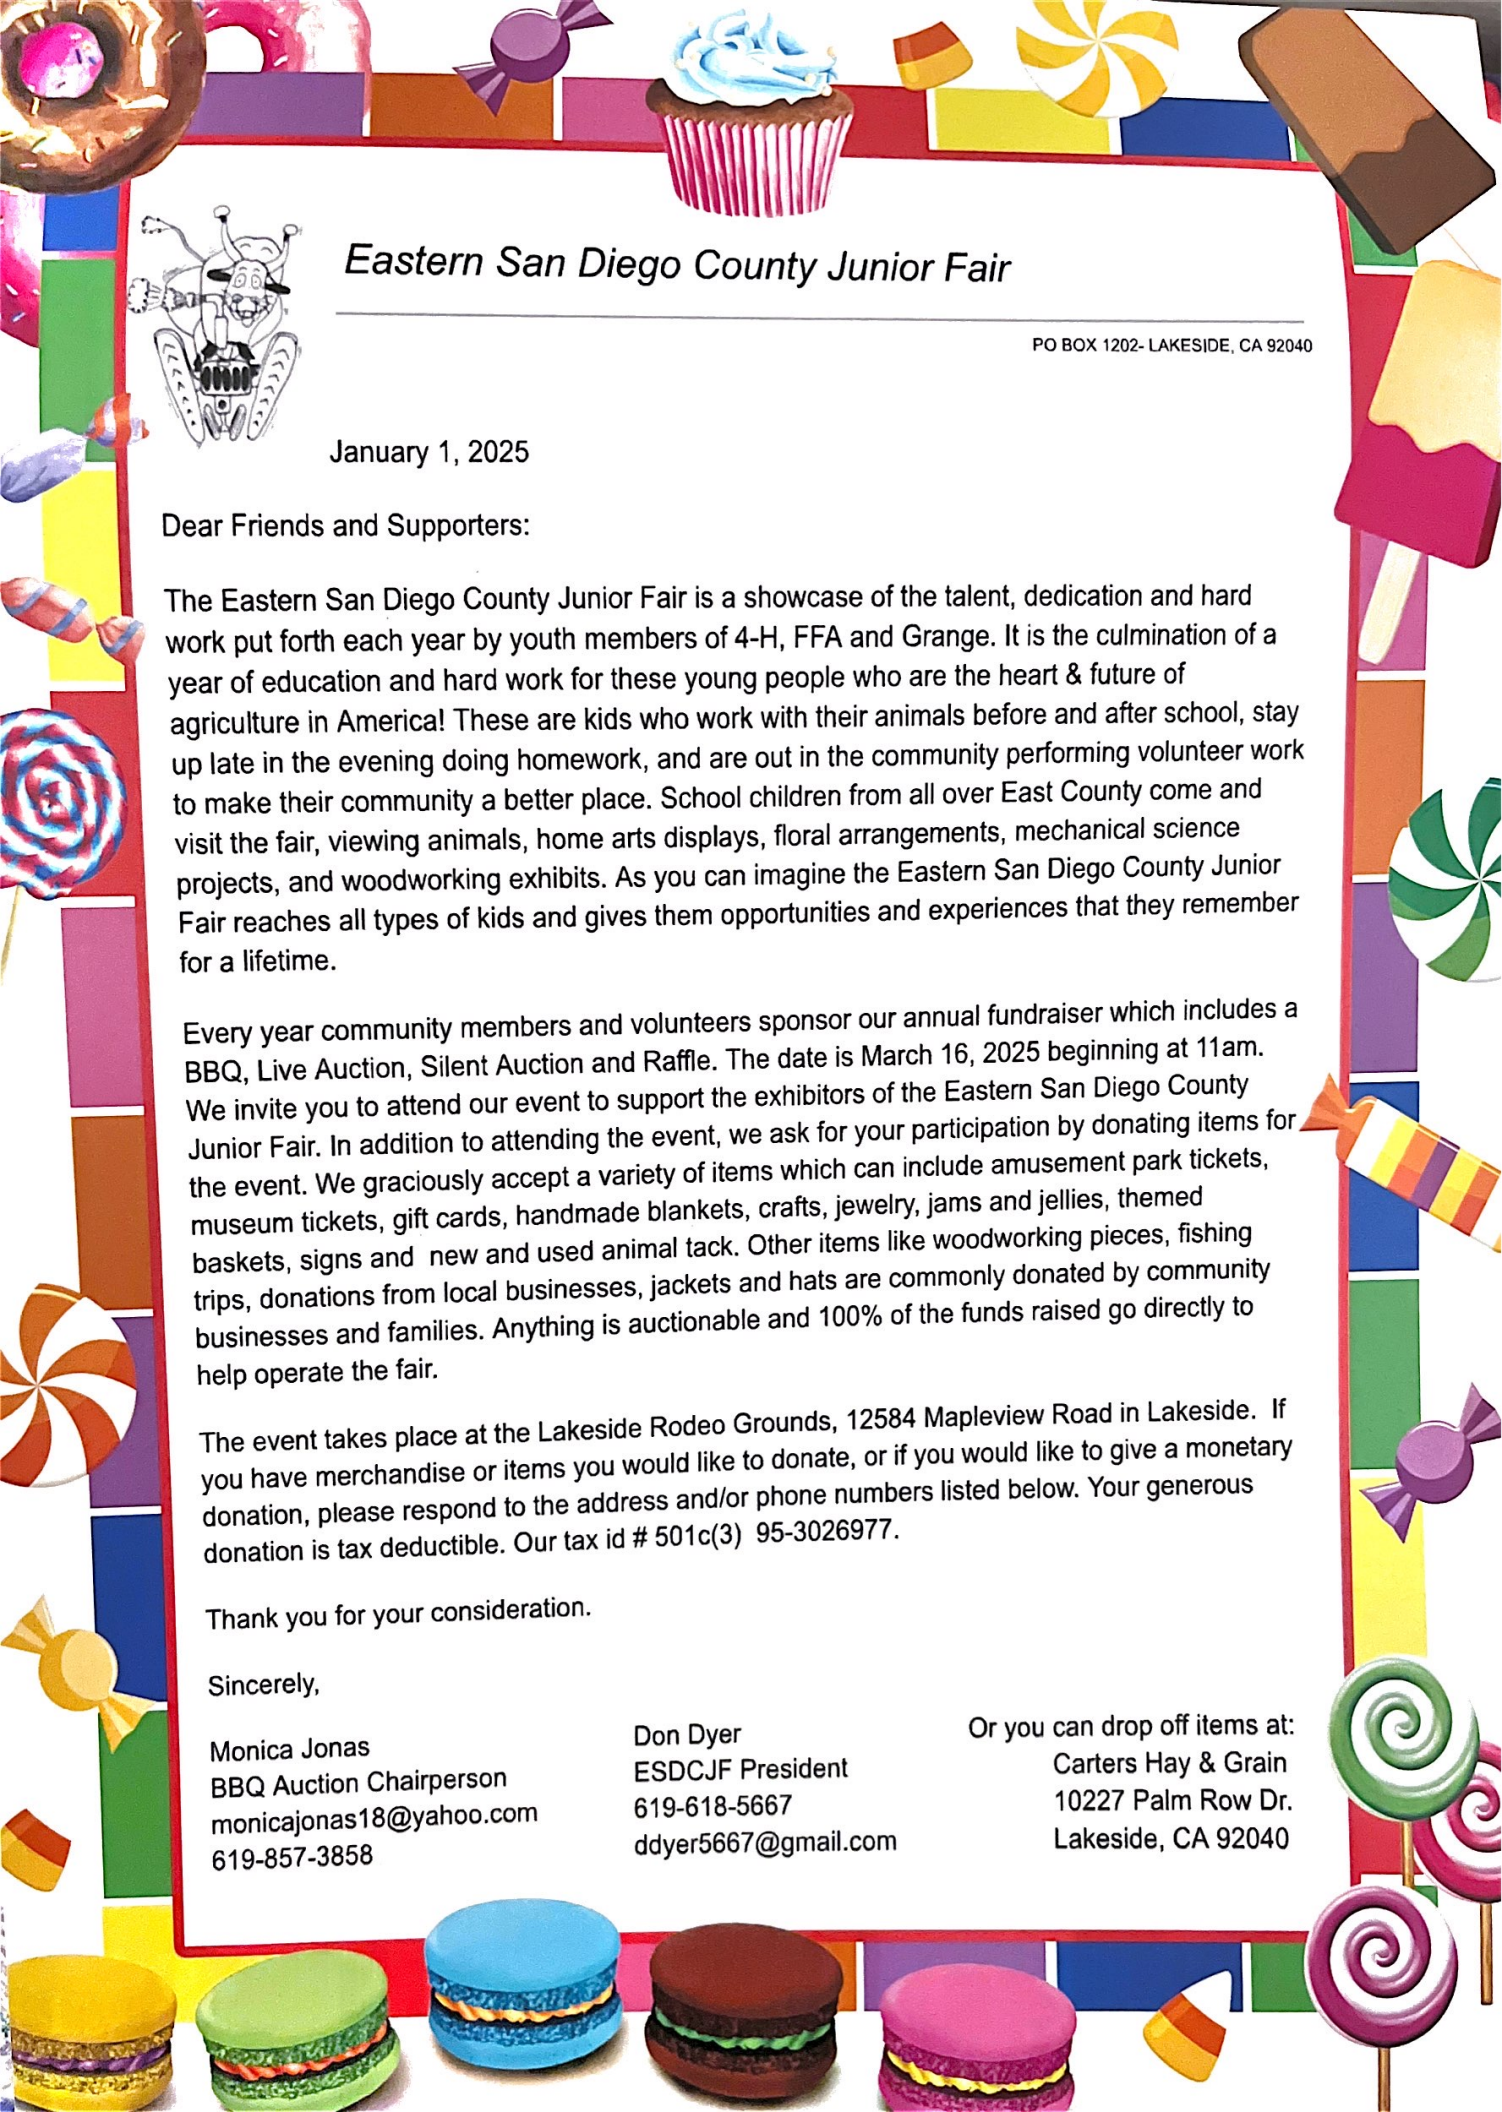 Eastern San Diego County Junior Fair
PO BOX 1202- LAKESIDE, CA 92040
January 1, 2025
Dear Friends and Supporters:
The Eastern San Diego County Junior Fair is a showcase of the talent, dedication and hard
work put forth each year by youth members of 4-H, FFA and Grange. It is the culmination of a
year of education and hard work for these young people who are the heart & future of
agriculture in America! These are kids who work with their animals before and after school, stay
up late in the evening doing homework, and are out in the community performing volunteer work
to make their community a better place. School children from all over East County come and
visit the fair, viewing animals, home arts displays, floral arrangements, mechanical science
projects, and woodworking exhibits. As you can imagine the Eastern San Diego County Junior
Fair reaches all types of kids and gives them opportunities and experiences that they remember
for a lifetime.
Every year community members and volunteers sponsor our annual fundraiser which includes a
BBQ, Live Auction, Silent Auction and Raffle. The date is March 16, 2025 beginning at 11am.
We invite you to attend our event to support the exhibitors of the Eastern San Diego County
Junior Fair. In addition to attending the event, we ask for your participation by donating items for
the event. We graciously accept a variety of items which can include amusement park tickets,
museum tickets, gift cards, handmade blankets, crafts, jewelry, jams and jellies, themed
baskets, signs and  new and used animal tack. Other items like woodworking pieces, fishing
trips, donations from local businesses, jackets and hats are commonly donated by community
businesses and families. Anything is auctionable and 100% of the funds raised go directly to
help operate the fair.
The event takes place at the Lakeside Rodeo Grounds, 12584 Mapleview Road in Lakeside.  If
you have merchandise or items you would like to donate, or if you would like to give a monetary
donation, please respond to the address and/or phone numbers listed below. Your generous
donation is tax deductible. Our tax id # 501c(3)  95-3026977.
Thank you for your consideration.
Sincerely,
Monica Jonas
BBQ Auction Chairperson
monicajonas18@yahoo.com
619-857-3858
Don Dyer
ESDCJF President
619-618-5667
ddyer5667@gmail.com
Or you can drop off items at:
Carters Hay & Grain
10227 Palm Row Dr.
Lakeside, CA 92040